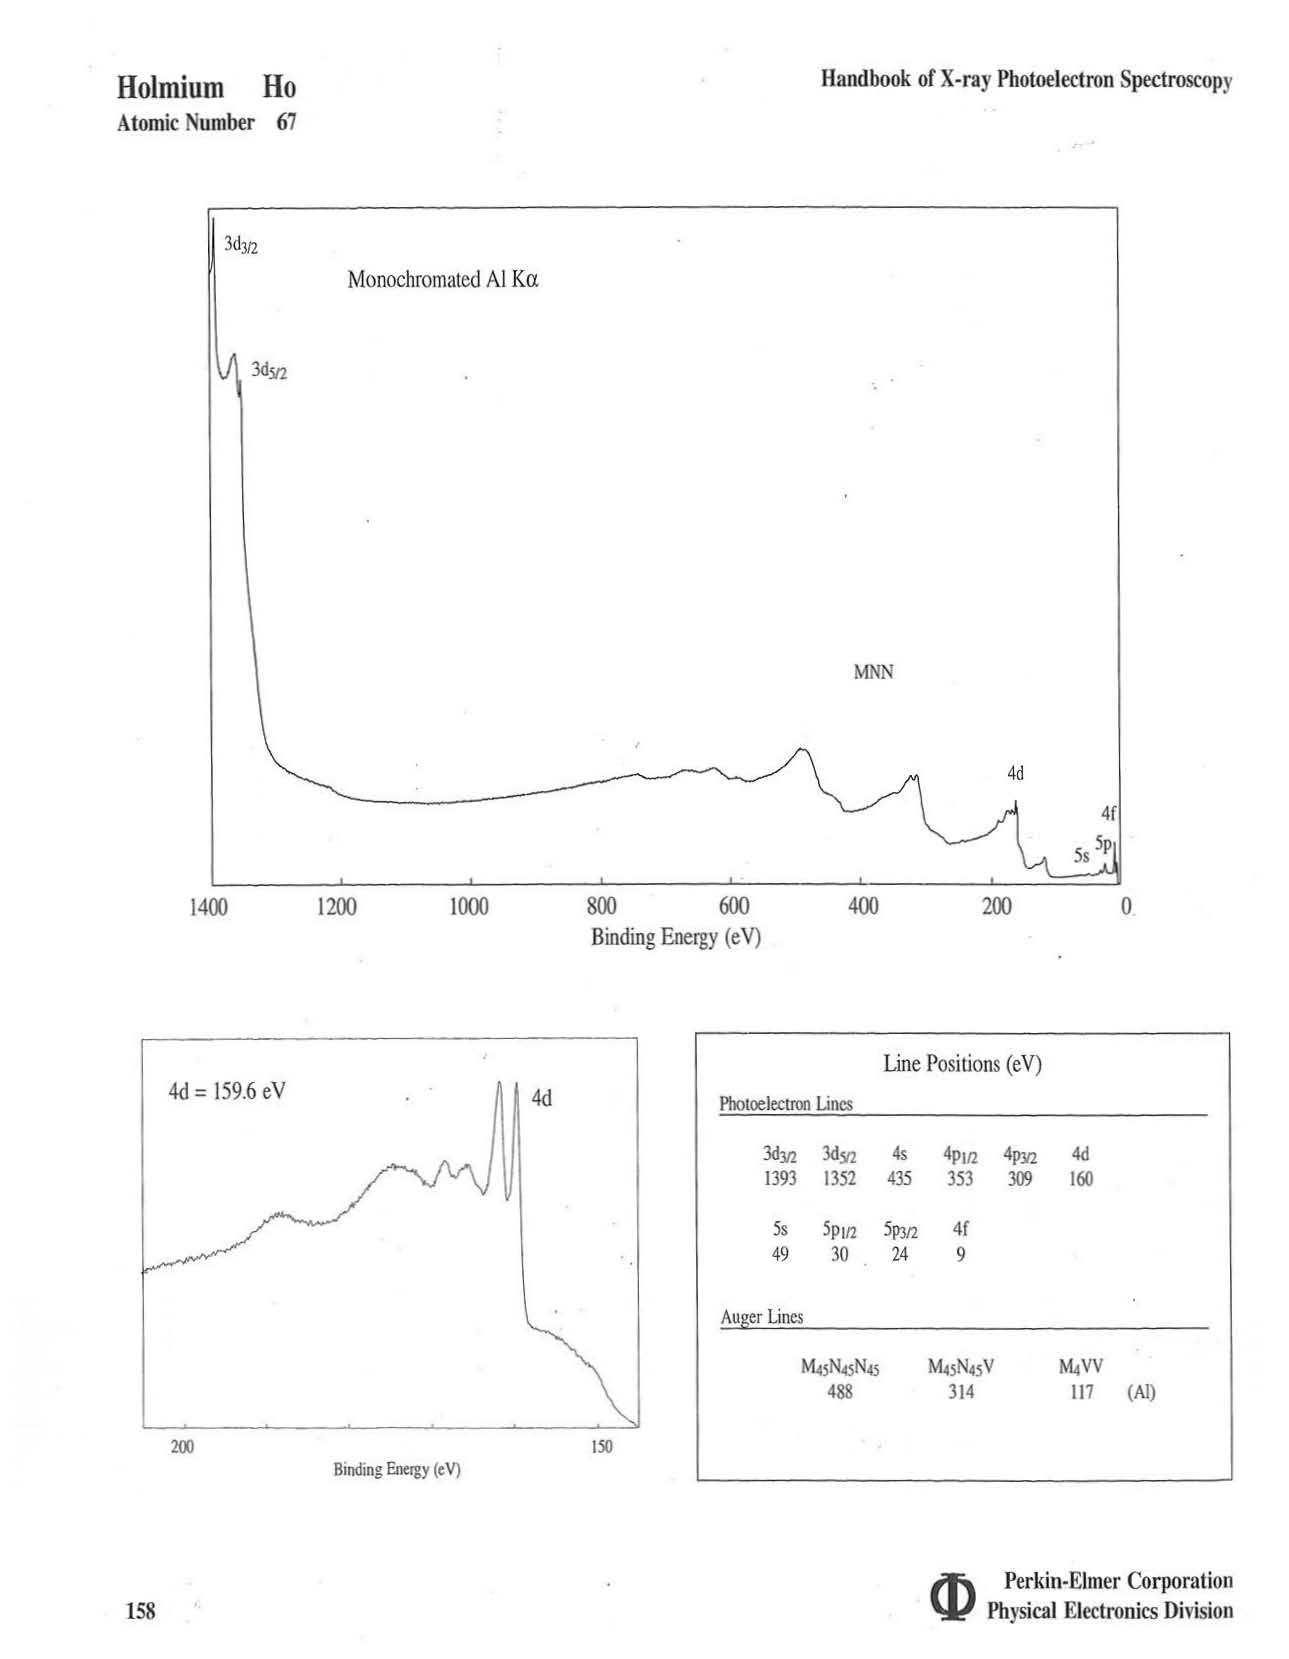 Holmium Ho
Atomic Number 67
Handbook of X-ray Photoelectron Spectroscopy
3d3/2
Monochromated Al Kα
3d5/2
MNN
4d
4f
5p
5s
1400 1200 1000 800 600 400 200 0
Binding Energy (eV)
4d = 159.6 eV
4d
200 150
Binding Energy (eV)
Line Positions (eV)
Photoelectron Lines
3d3/2 3d5/2 4s 4p1/2 4p3/2 4d
1393 1352 435 353 309 160
5s 5p1/2 5p3/2 4f
49 30 24 9
Auger Lines
M45N45N45 M45N45V M4VV
488 314 117 (Al)
158
Perkin-Elmer Corporation
Physical Electronics Division